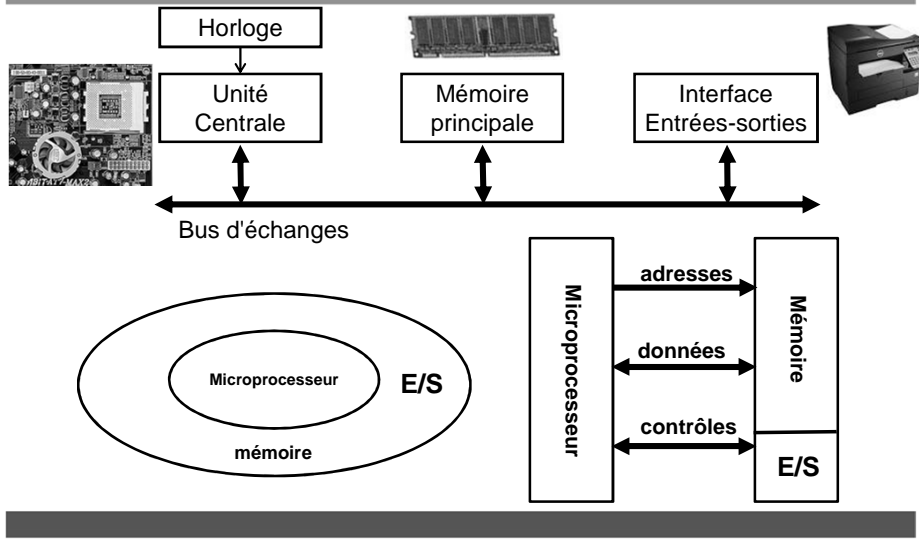 Horloge
Unité
Centrale
Mémoire
principale
Interface
Entrées-sorties
Bus d'échanges
Microprocesseur
E/S
mémoire
Microprocesseur
adresses
données
contrôles
Mémoire
E/S